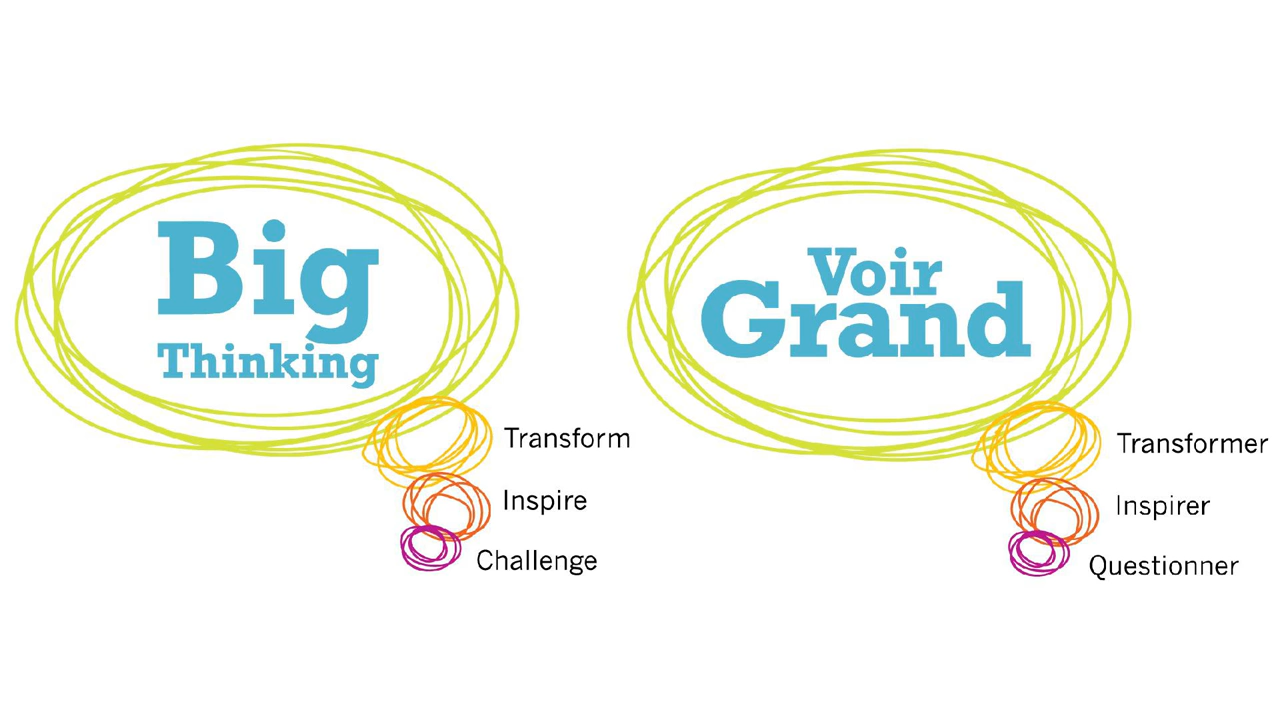 Big
Thinking
Transform
Inspire
Challenge
Voir
Grand
Transformer
Inspirer
Questionner